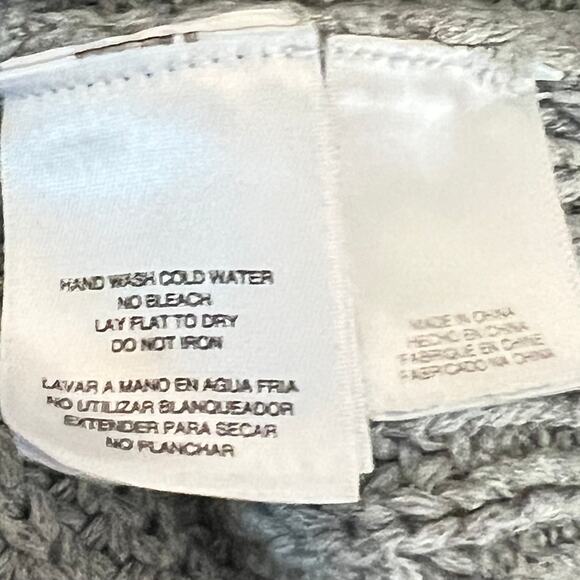 HAND WASH COLD WATER
NO BLEACH
LAY FLAT TO DRY
DO NOT IRON
LAVAR A MANO EN AGUA FRIA
NO UTILIZAR BLANQUEADOR
EXTENDER PARA SECAR
NO PLANCHAR
MADE IN CHINA
HECHO EN CHINA
FABRIQUE EN CHINE
FABRICADO NA CHINA